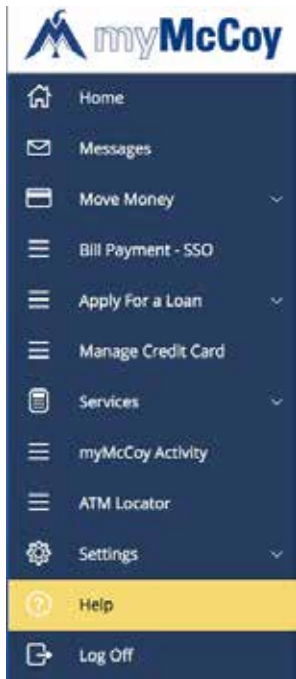 myMcCoy
Home
Messages
Move Money
Bill Payment - SSO
Apply For a Loan
Manage Credit Card
Services
myMcCoy Activity
ATM Locator
Settings
Help
Log Off